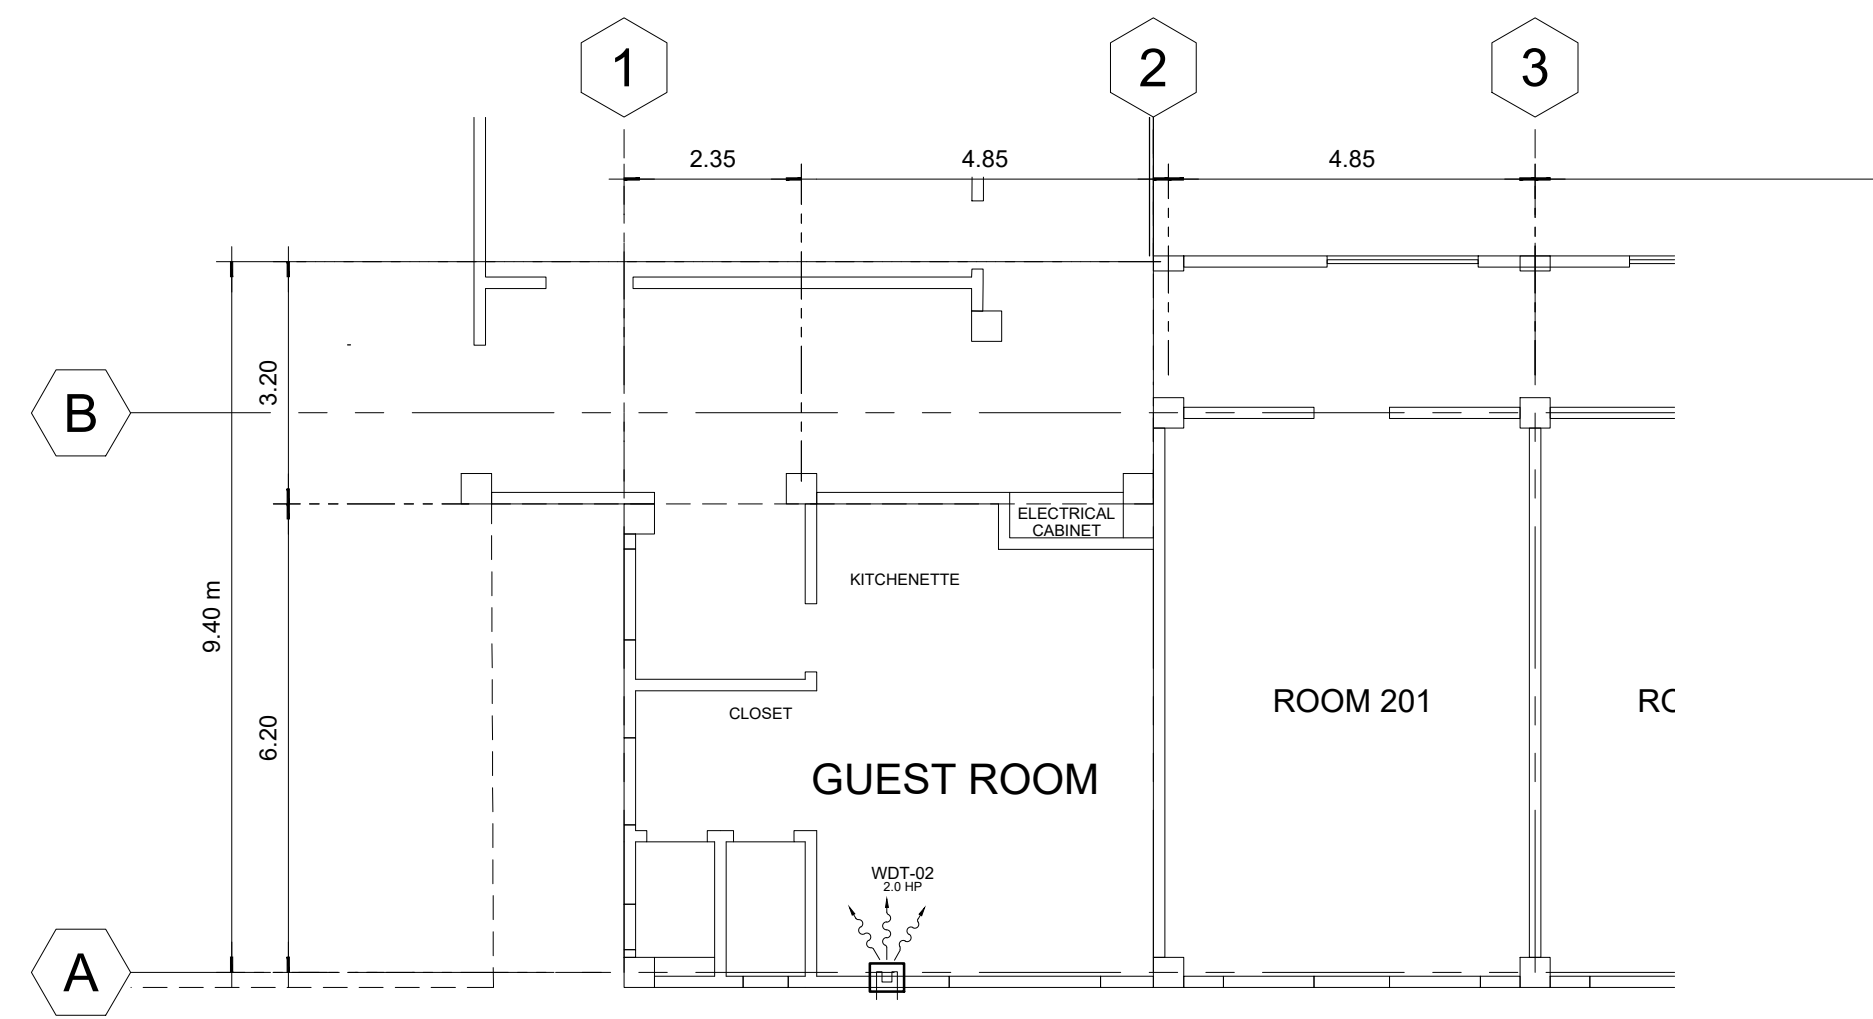 1
2
3
2.35
4.85
4.85
3.20
B
ELECTRICAL
CABINET
KITCHENETTE
9.40 m
6.20
ROOM 201
RO
CLOSET
GUEST ROOM
WDT-02
2.0 HP
A